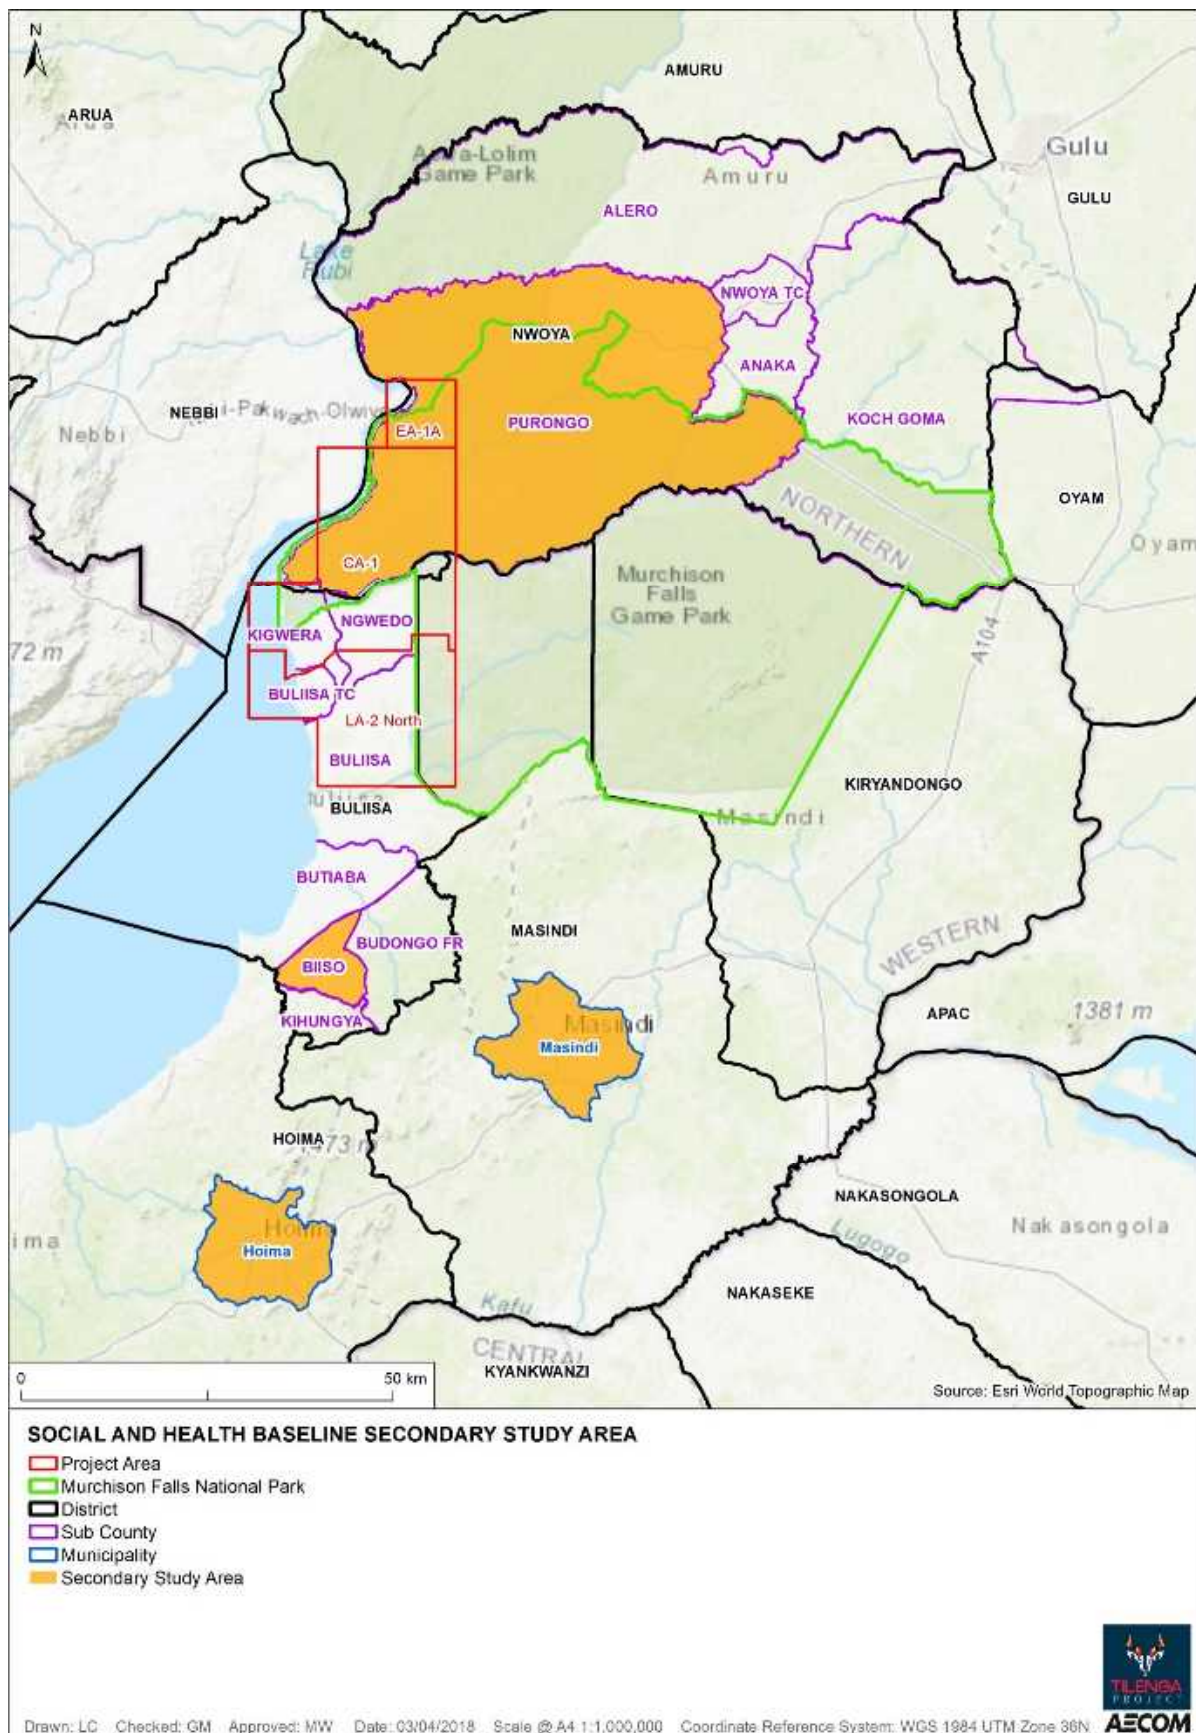 N
AMURU
ARUA
Arua
Gulu
Game Park
Amuru
GULU
ALERO
Lake
NWOYA TC
NWOYA
ANAKA
NEBBI
Nebbi
PURONGO
KOCH GOMA
EA-1A
NORTHERN
OYAM
Oyam
CA-1
Murchison
Falls
Game Park
KIGWERA
NGWEDO
72 m
A104
BULIISA TC
LA-2 North
BULIISA
KIRYANDONGO
BULIISA
Masindi
BUTIABA
MASINDI
WESTERN
BUDONGO FR
BIISO
APAC
1381 m
KIHUNGYA
Masindi
Masindi
HOIMA
NAKASONGOLA
Nakasongola
Lugogo
ima
Hoima
Hoima
NAKASEKE
Kafu
CENTRAL
KYANKWANZI
0
50 km
Source: Esri World Topographic Map
SOCIAL AND HEALTH BASELINE SECONDARY STUDY AREA
Project Area
Murchison Falls National Park
District
Sub County
Municipality
Secondary Study Area
TILENGA
PROJECT
Drawn: LC Checked: GM Approved: MW Date: 03/04/2018 Scale @ A4 1:1,000,000 Coordinate Reference System: WGS 1984 UTM Zone 36N
AECOM